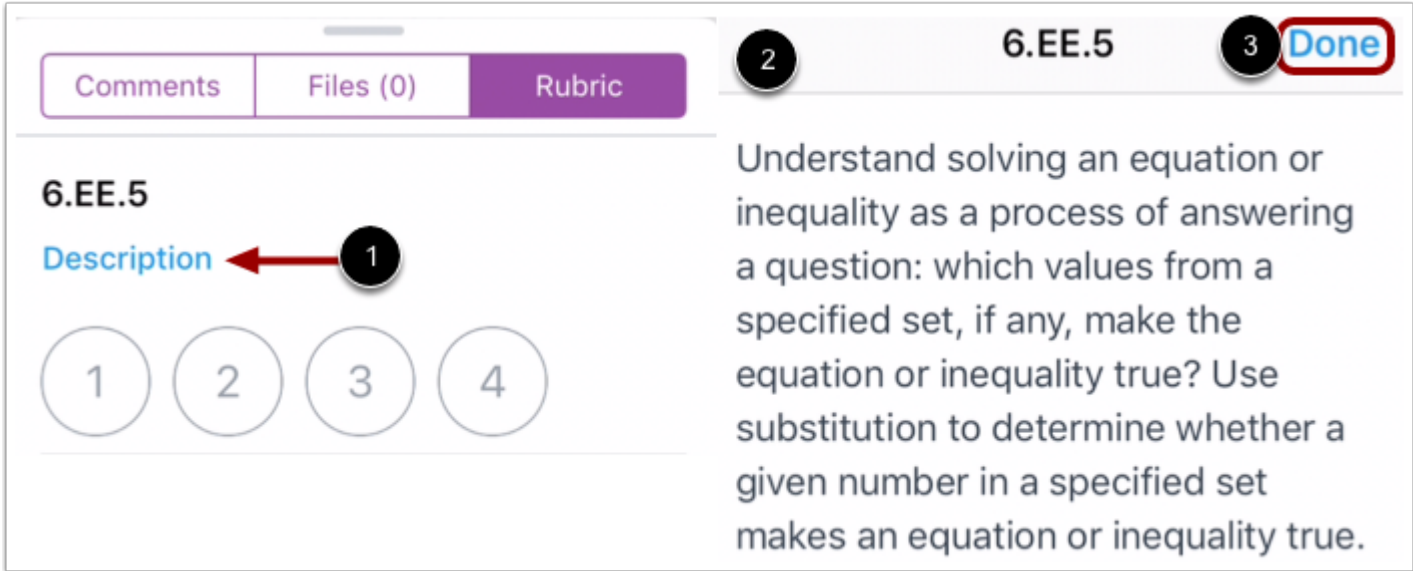 Comments Files (0) Rubric
6.EE.5
Description 1
1 2 3 4
2 6.EE.5 3 Done
Understand solving an equation or
inequality as a process of answering
a question: which values from a
specified set, if any, make the
equation or inequality true? Use
substitution to determine whether a
given number in a specified set
makes an equation or inequality true.